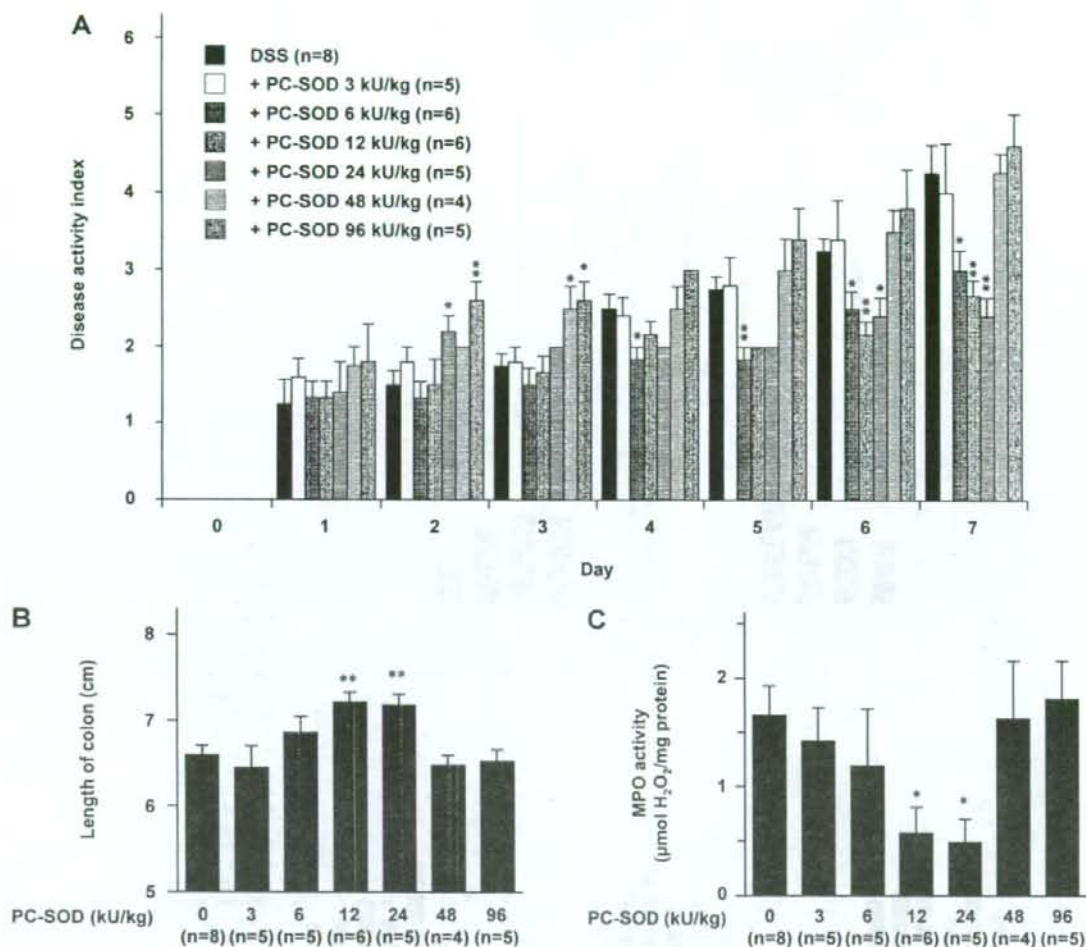 A
6
5
4
3
2
1
0
Disease activity index
DSS (n=8)
+ PC-SOD 3 kU/kg (n=5)
+ PC-SOD 6 kU/kg (n=6)
+ PC-SOD 12 kU/kg (n=6)
+ PC-SOD 24 kU/kg (n=5)
+ PC-SOD 48 kU/kg (n=4)
+ PC-SOD 96 kU/kg (n=5)
* ** * * * ** * ** * * ** **
0 1 2 3 4 5 6 7
Day
B
8
7
6
5
Length of colon (cm)
** **
PC-SOD (kU/kg) 0 3 6 12 24 48 96
(n=8) (n=5) (n=5) (n=6) (n=5) (n=4) (n=5)
C
2
1
0
MPO activity
(μmol H₂O₂/mg protein)
* *
PC-SOD (kU/kg) 0 3 6 12 24 48 96
(n=8) (n=5) (n=5) (n=6) (n=5) (n=4) (n=5)